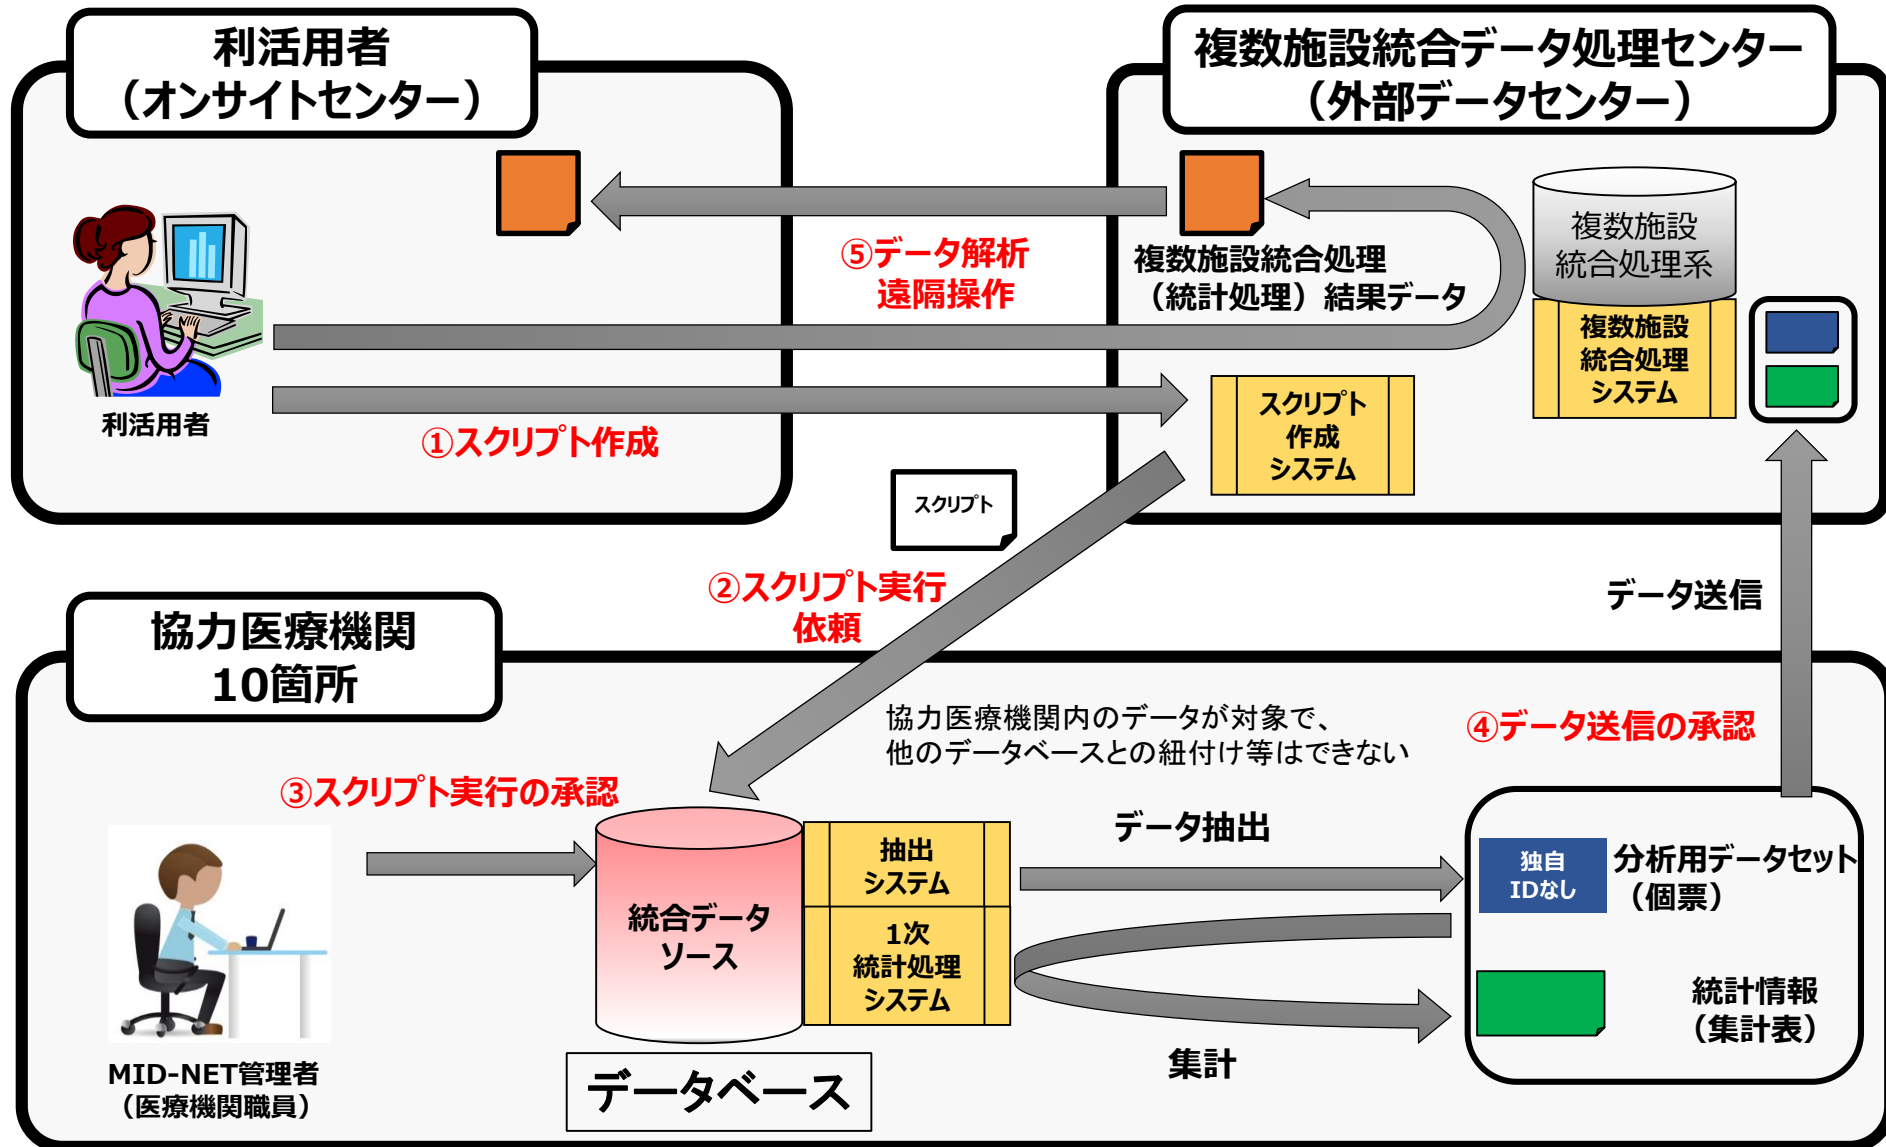 利活用者
（オンサイトセンター）
複数施設統合データ処理センター
（外部データセンター）
⑤データ解析
遠隔操作
複数施設統合処理
（統計処理）結果データ
複数施設
統合処理系
複数施設
統合処理
システム
利活用者
①スクリプト作成
スクリプト
作成
システム
スクリプト
②スクリプト実行
依頼
データ送信
協力医療機関
10箇所
協力医療機関内のデータが対象で、
他のデータベースとの紐付け等はできない
④データ送信の承認
③スクリプト実行の承認
データ抽出
抽出
システム
統合データ
ソース
1次
統計処理
システム
独自
IDなし
分析用データセット
（個票）
統計情報
（集計表）
集計
MID-NET管理者
（医療機関職員）
データベース